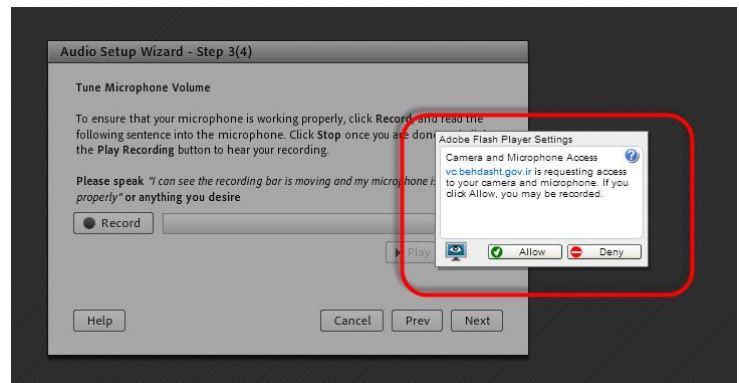 Audio Setup Wizard - Step 3(4)
Tune Microphone Volume
To ensure that your microphone is working properly, click Record, and read the
following sentence into the microphone. Click Stop once you are done
the Play Recording button to hear your recording.
Please speak "I can see the recording bar is moving and my microphone is
properly" or anything you desire
Record
Play
Help
Cancel
Prev
Next
Adobe Flash Player Settings
Camera and Microphone Access
vc.behdasht.gov.ir is requesting access
to your camera and microphone. If you
click Allow, you may be recorded.
Allow
Deny